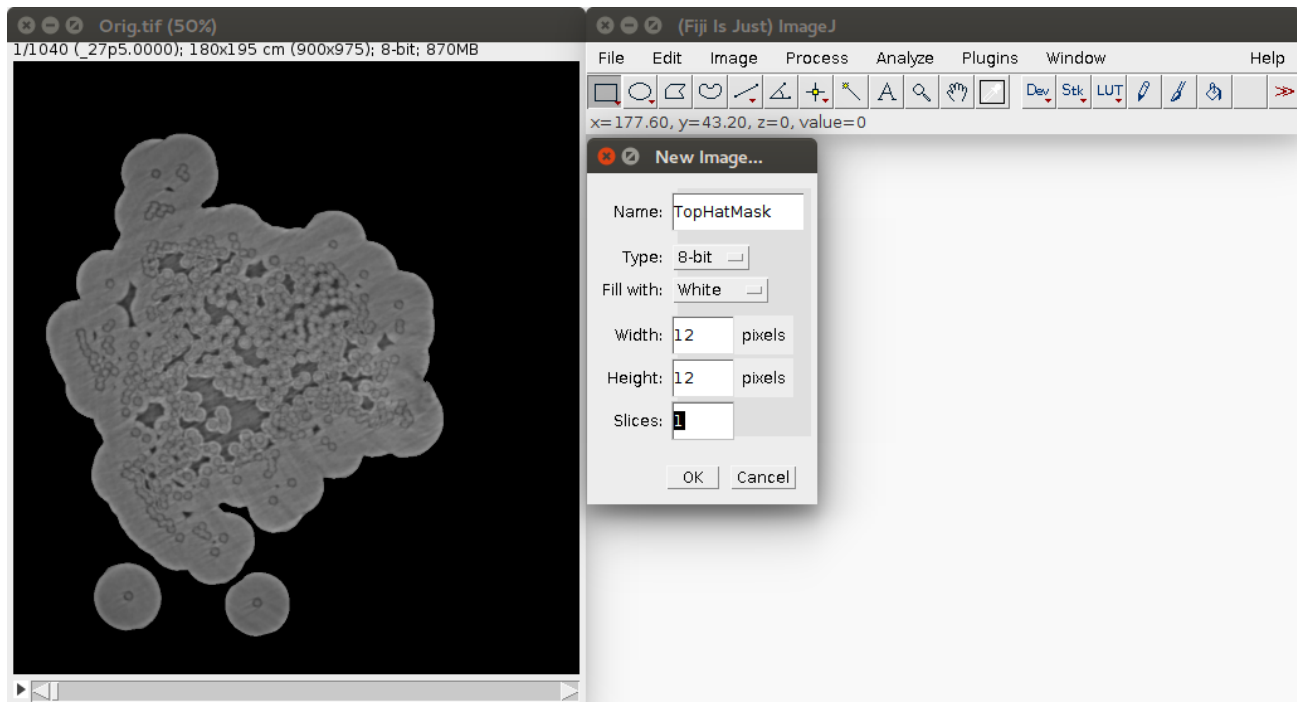 Orig.tif (50%)
1/1040 (_27p5.0000); 180x195 cm (900x975); 8-bit; 870MB
(Fiji Is Just) ImageJ
File Edit Image Process Analyze Plugins Window Help
A Dev Stk LUT
x=177.60, y=43.20, z=0, value=0
New Image...
Name: TopHatMask
Type: 8-bit
Fill with: White
Width: 12 pixels
Height: 12 pixels
Slices: 1
OK Cancel